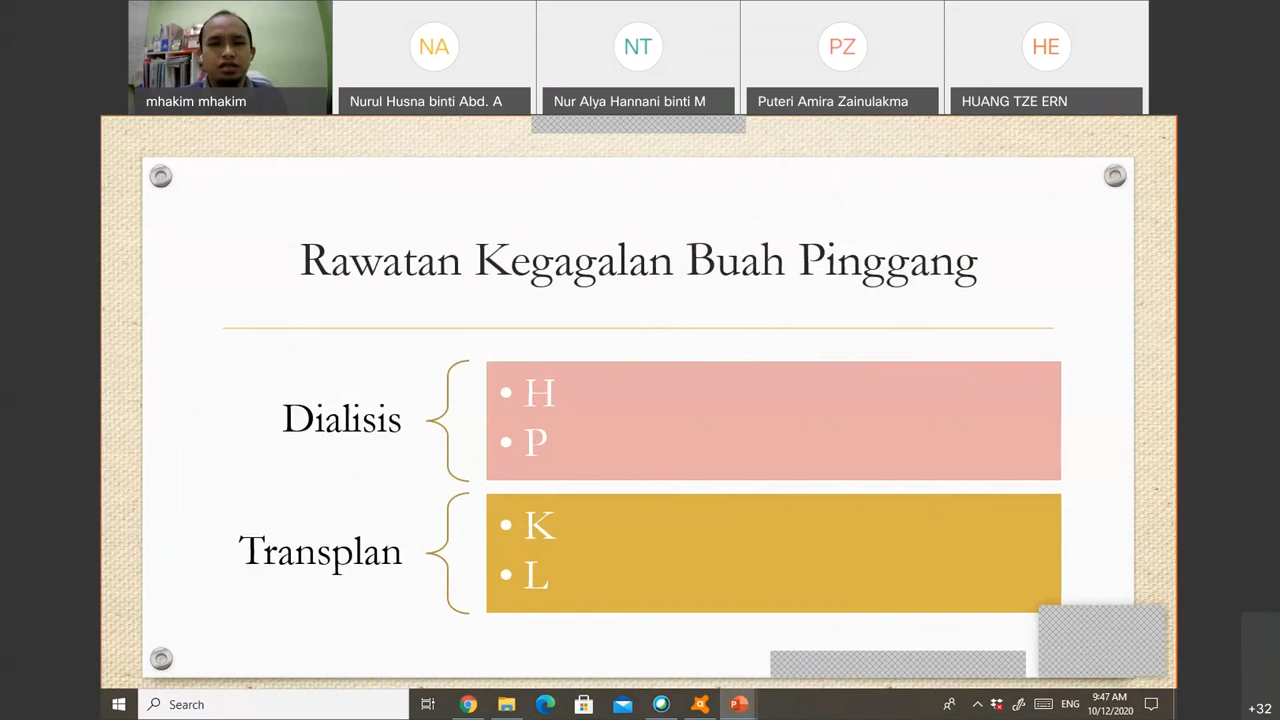 NA
NT
PZ
HE
mhakim mhakim
Nurul Husna binti Abd. A
Nur Alya Hannani binti M
Puteri Amira Zainulakma
HUANG TZE ERN
Rawatan Kegagalan Buah Pinggang
Dialisis
• H
• P
Transplan
• K
• L
Search
ENG
9:47 AM
10/12/2020
+32